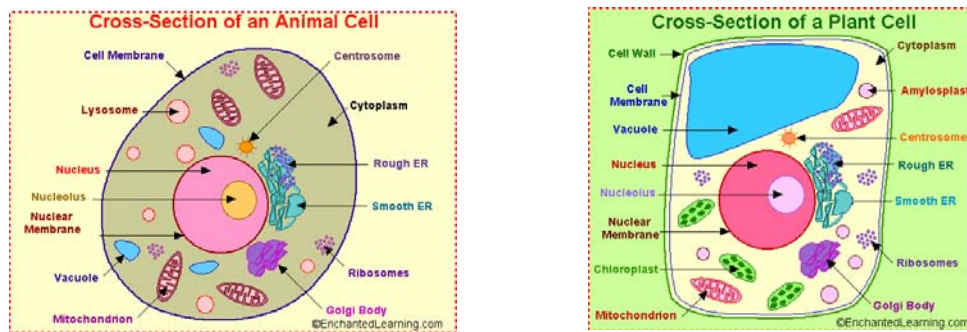 Cross-Section of an Animal Cell
Cell Membrane
Centrosome
Lysosome
Cytoplasm
Nucleus
Rough ER
Nucleolus
Smooth ER
Nuclear
Membrane
Vacuole
Ribosomes
Mitochondrion
Golgi Body
©EnchantedLearning.com
Cross-Section of a Plant Cell
Cell Wall
Cytoplasm
Cell
Membrane
Amylosplast
Vacuole
Centrosome
Nucleus
Rough ER
Nucleolus
Smooth ER
Nuclear
Membrane
Chloroplast
Ribosomes
Mitochondrion
Golgi Body
©EnchantedLearning.com